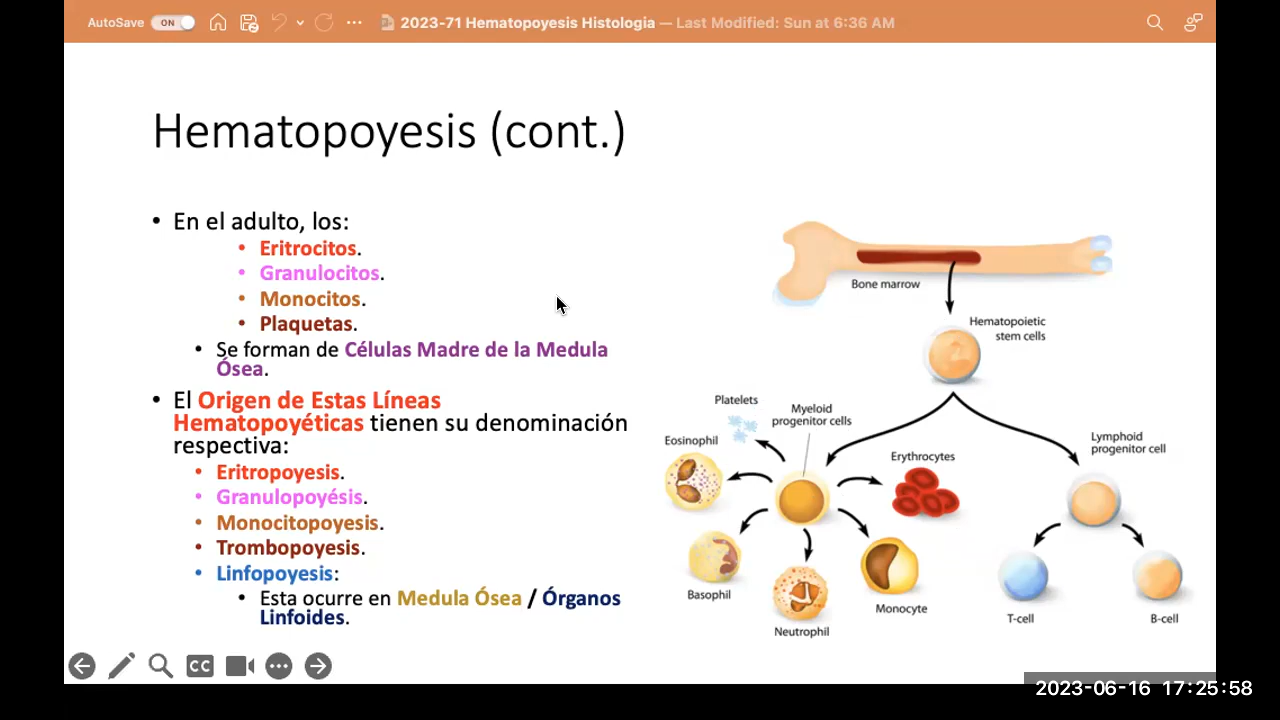 AutoSave ON 2023-71 Hematopoyesis Histologia — Last Modified: Sun at 6:36 AM
Hematopoyesis (cont.)
• En el adulto, los:
• Eritrocitos.
• Granulocitos.
• Monocitos.
• Plaquetas.
• Se forman de Células Madre de la Medula
Ósea.
• El Origen de Estas Líneas
Hematopoyéticas tienen su denominación
respectiva:
• Eritropoyesis.
• Granulopoyésis.
• Monocitopoyesis.
• Trombopoyesis.
• Linfopoyesis:
• Esta ocurre en Medula Ósea / Órganos
Linfoides.
Bone marrow
Hematopoietic
stem cells
Platelets
Myeloid
progenitor cells
Eosinophil
Erythrocytes
Lymphoid
progenitor cell
Basophil
Neutrophil
Monocyte
T-cell
B-cell
CC
2023-06-16 17:25:58